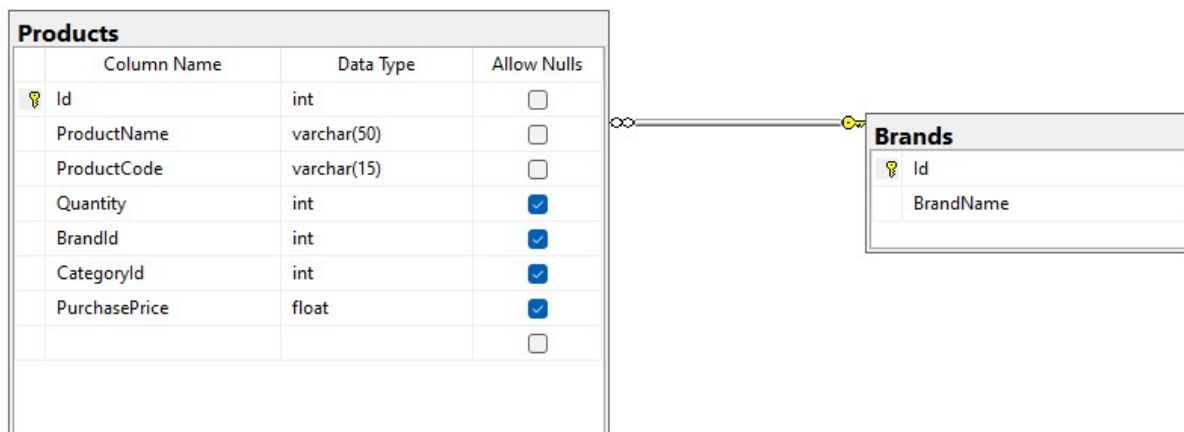 Products
Column Name Data Type Allow Nulls
Id int
ProductName varchar(50)
ProductCode varchar(15)
Quantity int
BrandId int
CategoryId int
PurchasePrice float
Brands
Id
BrandName